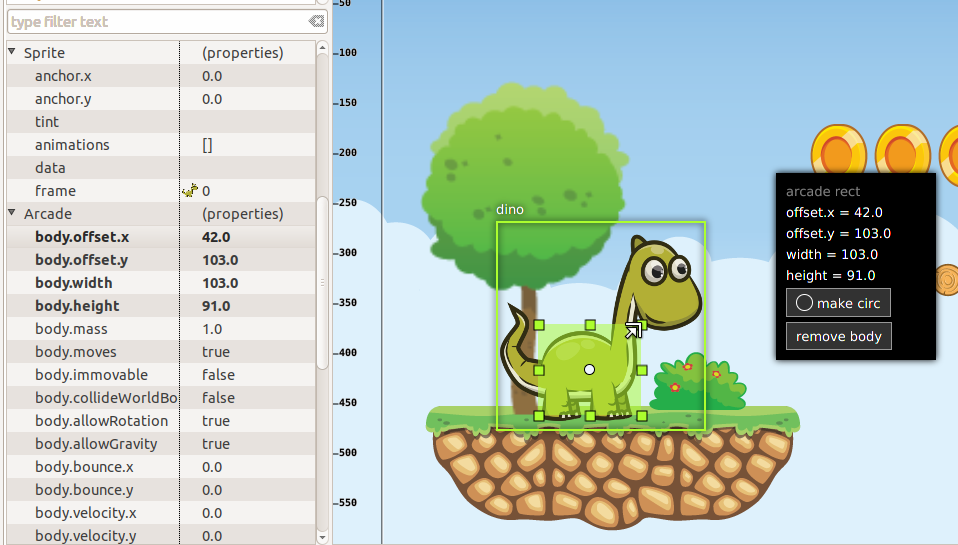 type filter text
Sprite (properties)
anchor.x 0.0
anchor.y 0.0
tint
animations []
data
frame 0
Arcade (properties)
body.offset.x 42.0
body.offset.y 103.0
body.width 103.0
body.height 91.0
body.mass 1.0
body.moves true
body.immovable false
body.collideWorldBo false
body.allowRotation true
body.allowGravity true
body.bounce.x 0.0
body.bounce.y 0.0
body.velocity.x 0.0
body.velocity.y 0.0
50
100
150
200
250
300
350
400
450
500
550
dino
arcade rect
offset.x = 42.0
offset.y = 103.0
width = 103.0
height = 91.0
make circ
remove body